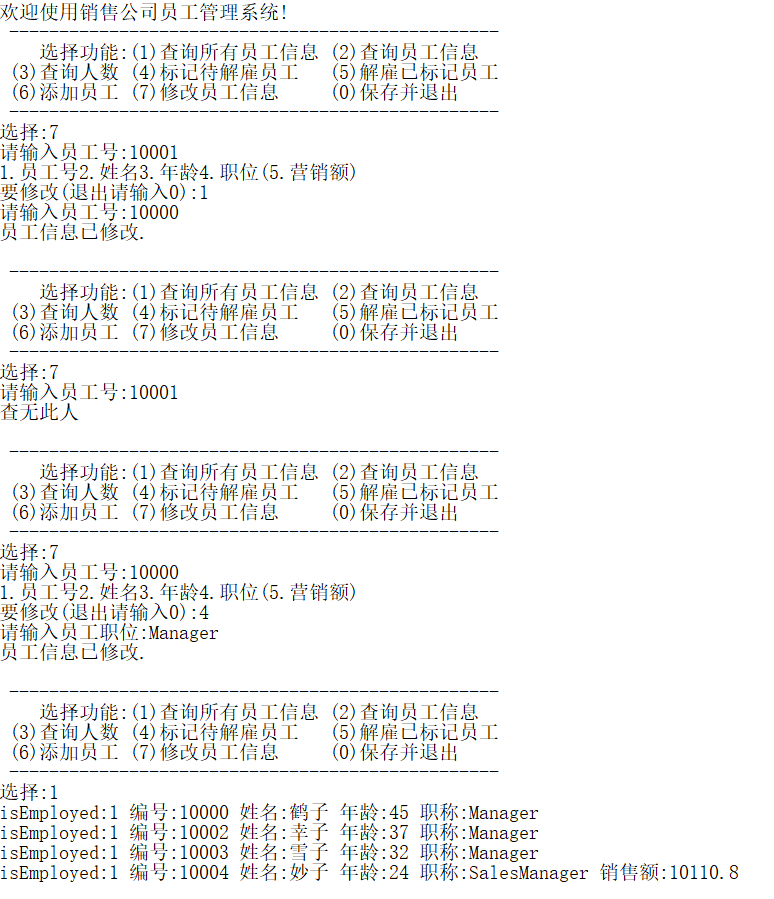 欢迎使用销售公司员工管理系统!
-------------------------------------------------
选择功能:(1)查询所有员工信息 (2)查询员工信息
(3)查询人数 (4)标记待解雇员工 (5)解雇已标记员工
(6)添加员工 (7)修改员工信息 (0)保存并退出
-------------------------------------------------
选择:7
请输入员工号:10001
1.员工号2.姓名3.年龄4.职位(5.营销额)
要修改(退出请输入0):1
请输入员工号:10000
员工信息已修改.
-------------------------------------------------
选择功能:(1)查询所有员工信息 (2)查询员工信息
(3)查询人数 (4)标记待解雇员工 (5)解雇已标记员工
(6)添加员工 (7)修改员工信息 (0)保存并退出
-------------------------------------------------
选择:7
请输入员工号:10001
查无此人
-------------------------------------------------
选择功能:(1)查询所有员工信息 (2)查询员工信息
(3)查询人数 (4)标记待解雇员工 (5)解雇已标记员工
(6)添加员工 (7)修改员工信息 (0)保存并退出
-------------------------------------------------
选择:7
请输入员工号:10000
1.员工号2.姓名3.年龄4.职位(5.营销额)
要修改(退出请输入0):4
请输入员工职位:Manager
员工信息已修改.
-------------------------------------------------
选择功能:(1)查询所有员工信息 (2)查询员工信息
(3)查询人数 (4)标记待解雇员工 (5)解雇已标记员工
(6)添加员工 (7)修改员工信息 (0)保存并退出
-------------------------------------------------
选择:1
isEmployed:1 编号:10000 姓名:鹤子 年龄:45 职称:Manager
isEmployed:1 编号:10002 姓名:幸子 年龄:37 职称:Manager
isEmployed:1 编号:10003 姓名:雪子 年龄:32 职称:Manager
isEmployed:1 编号:10004 姓名:妙子 年龄:24 职称:SalesManager 销售额:10110.8